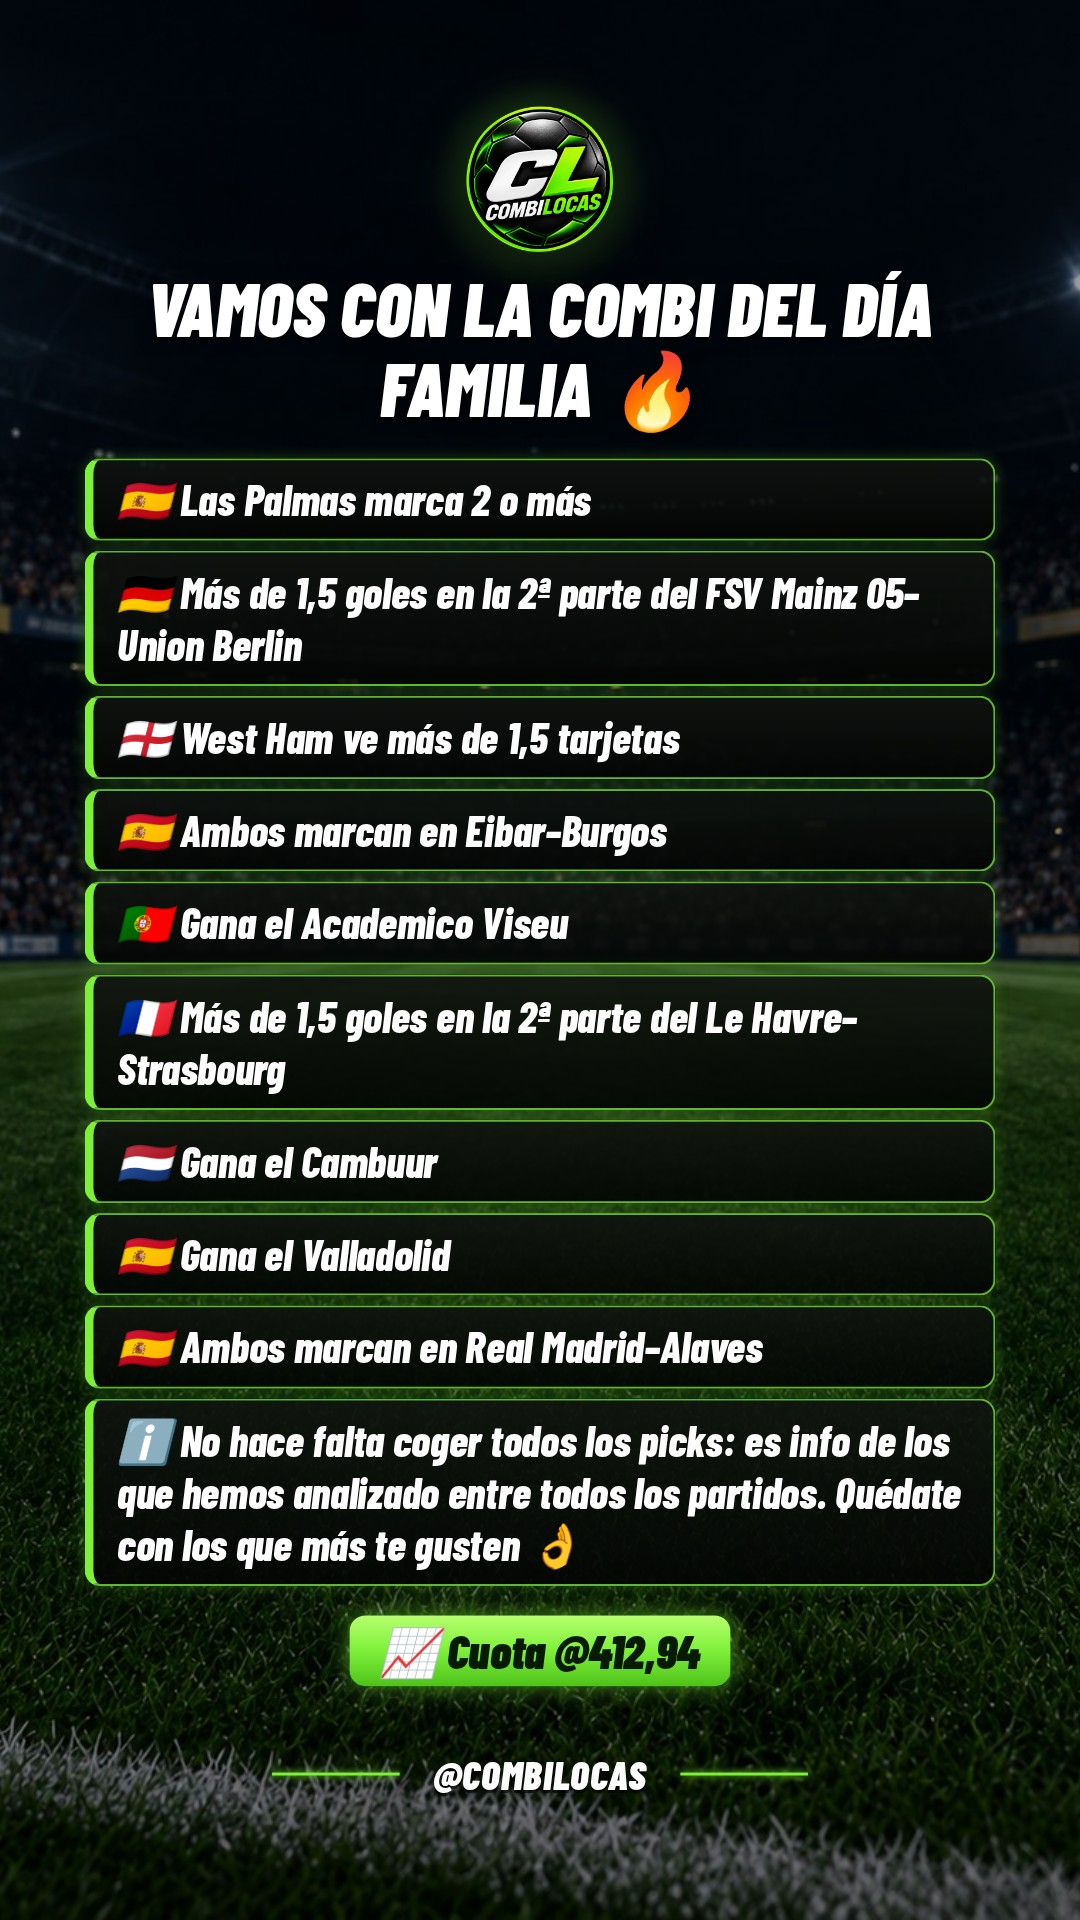 CL
COMBILOCAS
VAMOS CON LA COMBI DEL DÍA
FAMILIA 🔥
🇪🇸 Las Palmas marca 2 o más
🇩🇪 Más de 1,5 goles en la 2ª parte del FSV Mainz 05-
Union Berlin
🏴󠁧󠁢󠁥󠁮󠁧󠁿 West Ham ve más de 1,5 tarjetas
🇪🇸 Ambos marcan en Eibar-Burgos
🇵🇹 Gana el Academico Viseu
🇫🇷 Más de 1,5 goles en la 2ª parte del Le Havre-
Strasbourg
🇳🇱 Gana el Cambuur
🇪🇸 Gana el Valladolid
🇪🇸 Ambos marcan en Real Madrid-Alaves
ℹ️ No hace falta coger todos los picks: es info de los
que hemos analizado entre todos los partidos. Quédate
con los que más te gusten 👌
📈 Cuota @412,94
@COMBILOCAS